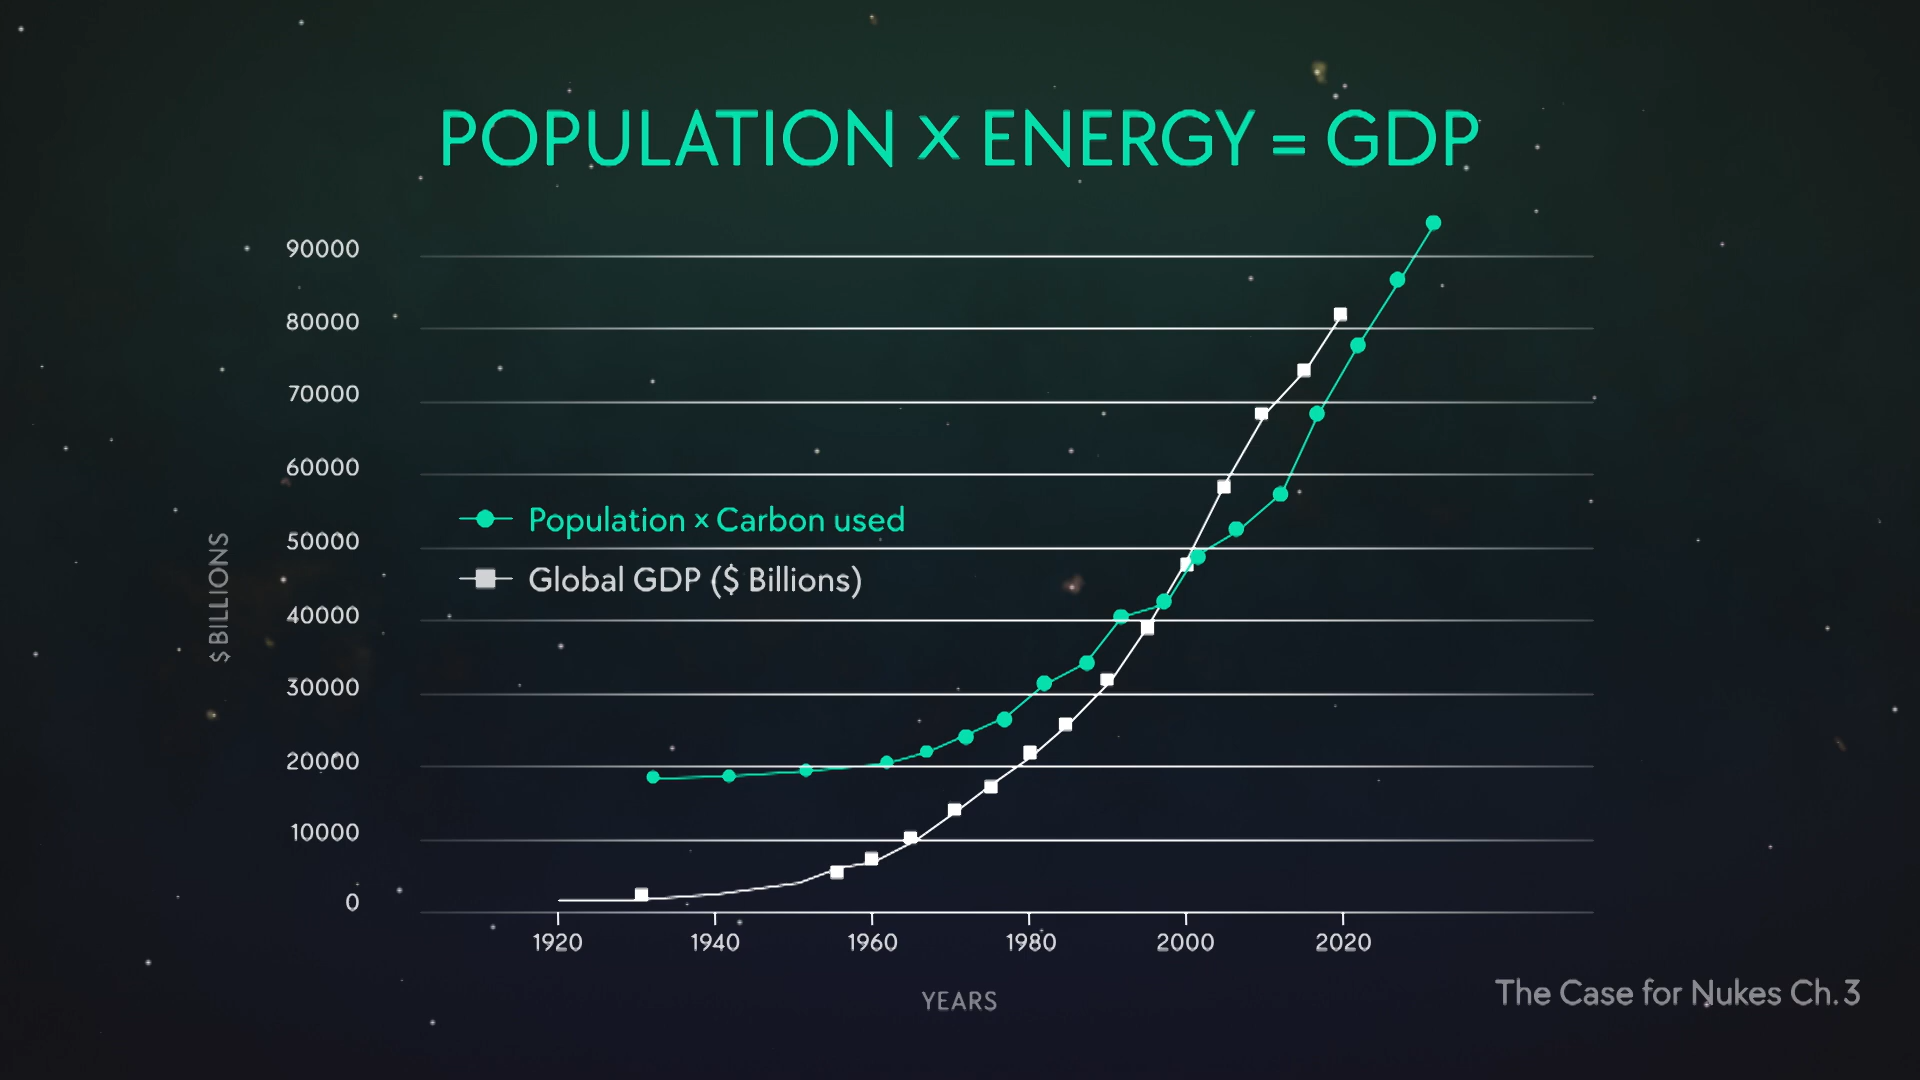 POPULATION X ENERGY = GDP
90000
80000
70000
60000
50000
40000
30000
20000
10000
0
$ BILLIONS
Population x Carbon used
Global GDP ($ Billions)
1920 1940 1960 1980 2000 2020
YEARS
The Case for Nukes Ch. 3